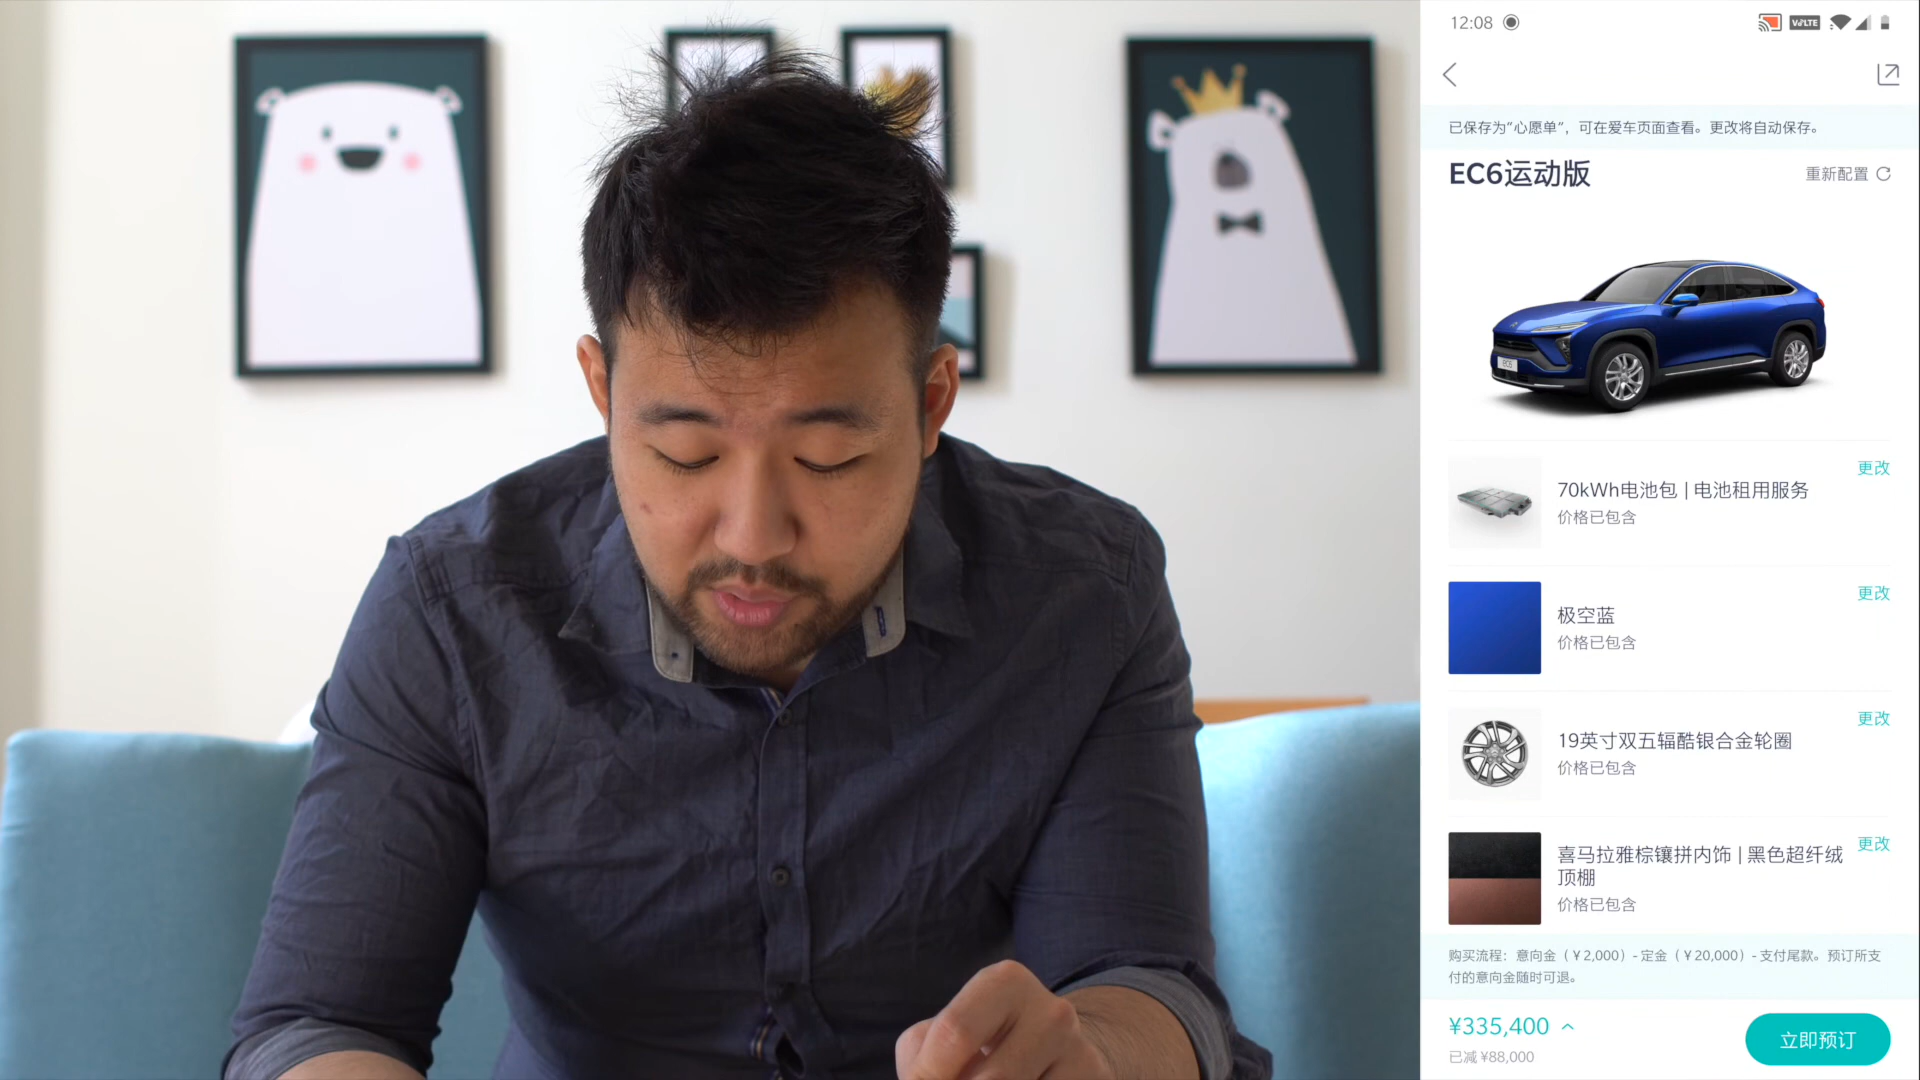 12:08
VoLTE
已保存为“心愿单”，可在爱车页面查看。更改将自动保存。
EC6运动版
重新配置
EC6
更改
70kWh电池包 | 电池租用服务
价格已包含
更改
极空蓝
价格已包含
更改
19英寸双五辐酷银合金轮圈
价格已包含
更改
喜马拉雅棕镶拼内饰 | 黑色超纤绒
顶棚
价格已包含
购买流程：意向金（¥2,000）- 定金（¥20,000）- 支付尾款。预订所支
付的意向金随时可退。
¥335,400
已减 ¥88,000
立即预订